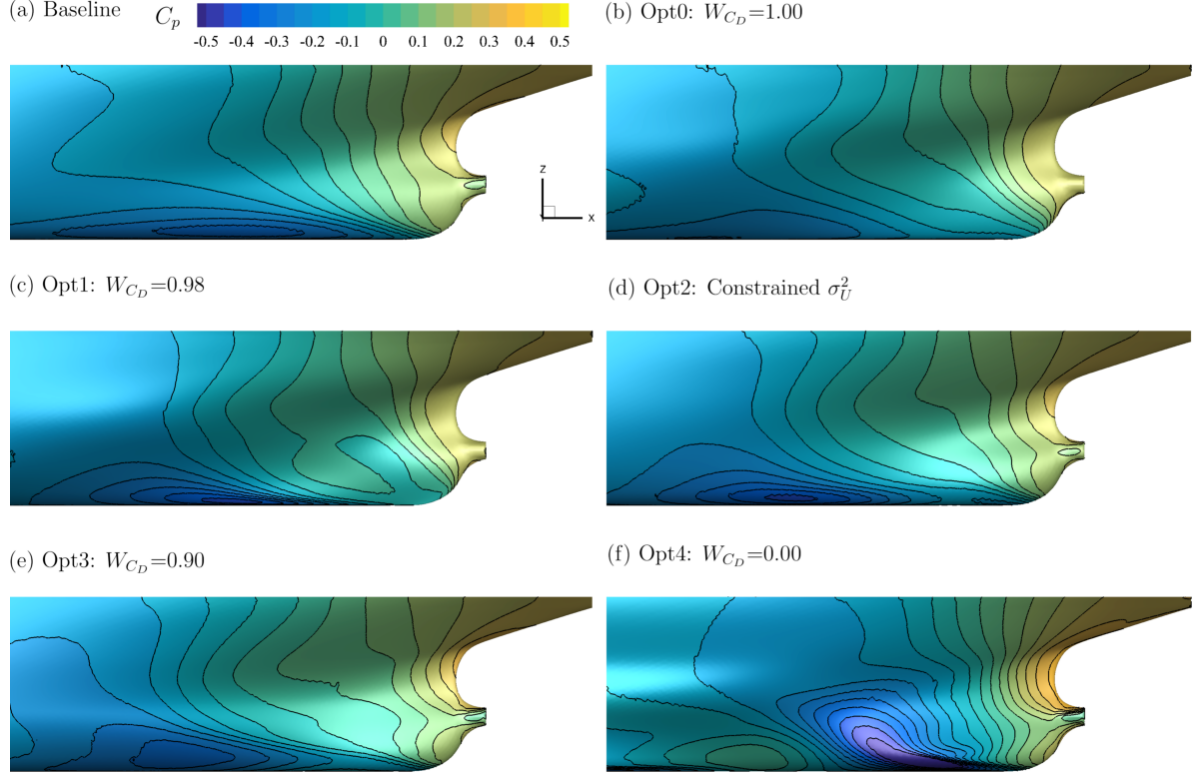 (a) Baseline
C_p
-0.5 -0.4 -0.3 -0.2 -0.1 0 0.1 0.2 0.3 0.4 0.5
(b) Opt0: W_{C_D}=1.00
z
x
(c) Opt1: W_{C_D}=0.98
(d) Opt2: Constrained σ_U^2
(e) Opt3: W_{C_D}=0.90
(f) Opt4: W_{C_D}=0.00